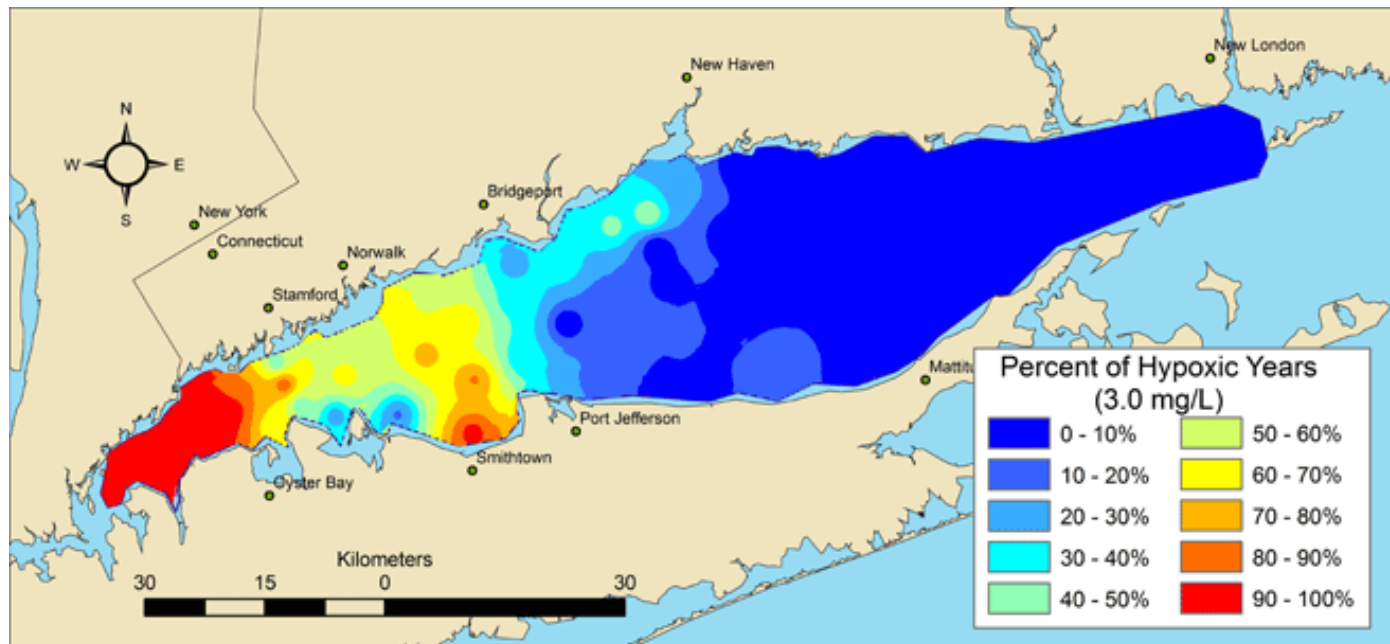 New London
New Haven
N
W E
S
Bridgeport
New York
Connecticut
Norwalk
Stamford
Mattitu
Port Jefferson
Smithtown
Oyster Bay
Kilometers
30 15 0 30
Percent of Hypoxic Years
(3.0 mg/L)
0 - 10%
10 - 20%
20 - 30%
30 - 40%
40 - 50%
50 - 60%
60 - 70%
70 - 80%
80 - 90%
90 - 100%